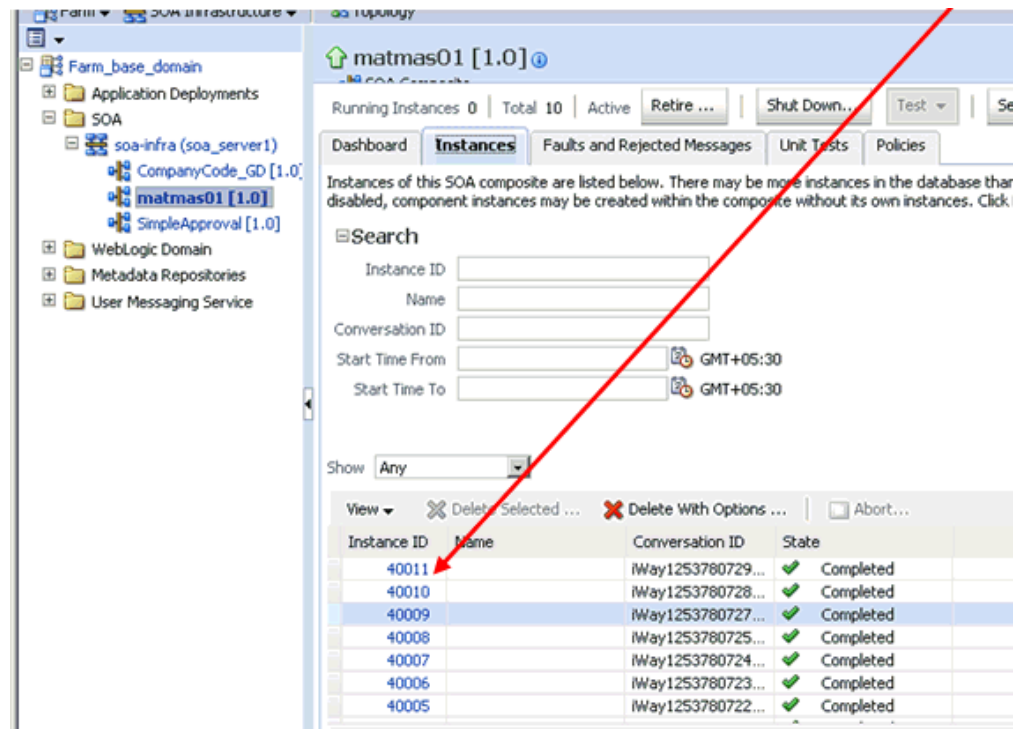 Farm SOA Infrastructure Topology
Farm_base_domain
Application Deployments
SOA
soa-infra (soa_server1)
CompanyCode_GD [1.0]
matmas01 [1.0]
SimpleApproval [1.0]
WebLogic Domain
Metadata Repositories
User Messaging Service
matmas01 [1.0]
SOA Composite
Running Instances 0 Total 10 Active Retire ... Shut Down... Test
Dashboard Instances Faults and Rejected Messages Unit Tests Policies
Instances of this SOA composite are listed below. There may be more instances in the database than
disabled, component instances may be created within the composite without its own instances. Click
Search
Instance ID
Name
Conversation ID
Start Time From GMT+05:30
Start Time To GMT+05:30
Show Any
View Delete Selected ... Delete With Options ... Abort...
Instance ID Name Conversation ID State
40011 iWay1253780729... Completed
40010 iWay1253780728... Completed
40009 iWay1253780727... Completed
40008 iWay1253780725... Completed
40007 iWay1253780724... Completed
40006 iWay1253780723... Completed
40005 iWay1253780722... Completed